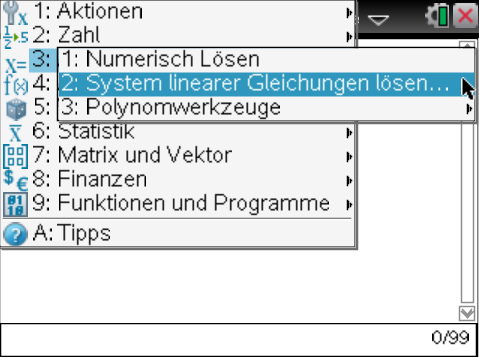 1: Aktionen
2: Zahl
3: 1: Numerisch Lösen
4: 2: System linearer Gleichungen lösen...
5: 3: Polynomwerkzeuge
6: Statistik
7: Matrix und Vektor
8: Finanzen
9: Funktionen und Programme
A: Tipps
0/99